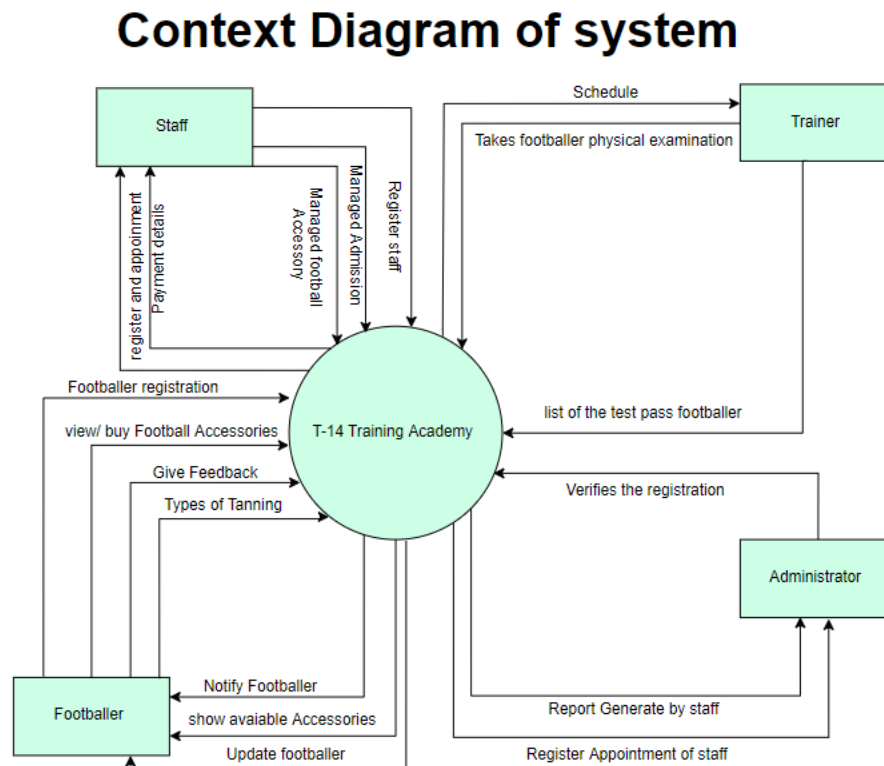 Context Diagram of system
Schedule
Staff
Trainer
Takes footballer physical examination
register and appoinment
Payment details
Managed football
Accessory
Managed Admission
Register staff
Footballer registration
list of the test pass footballer
view/ buy Football Accessories
T-14 Training Academy
Give Feedback
Verifies the registration
Types of Tanning
Administrator
Notify Footballer
Footballer
Report Generate by staff
show avaiable Accessories
Update footballer
Register Appointment of staff